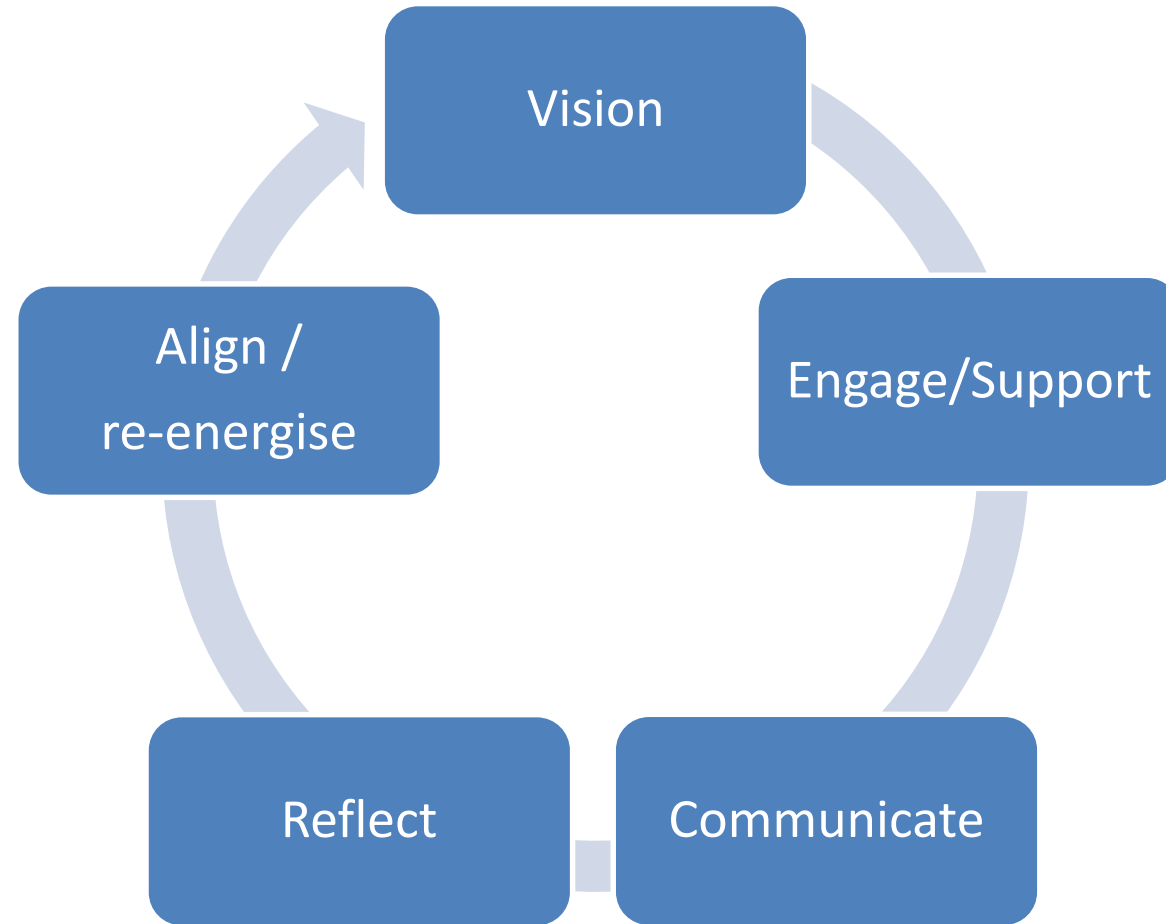 Vision
Engage/Support
Communicate
Reflect
Align /
re-energise